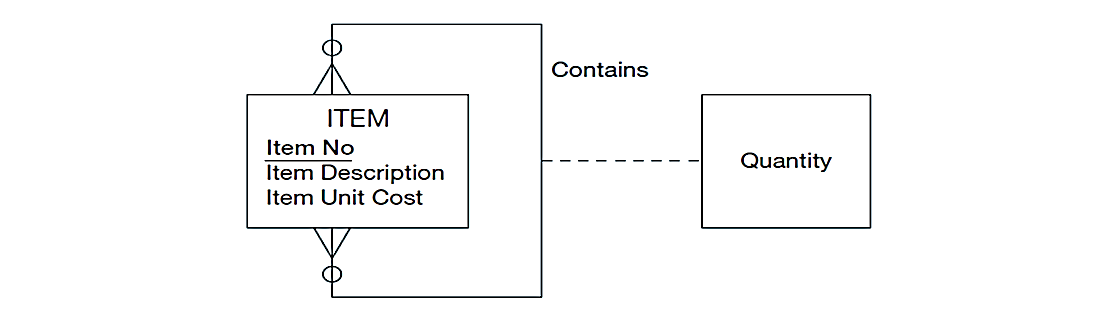 Contains
ITEM
Item No
Item Description
Item Unit Cost
Quantity